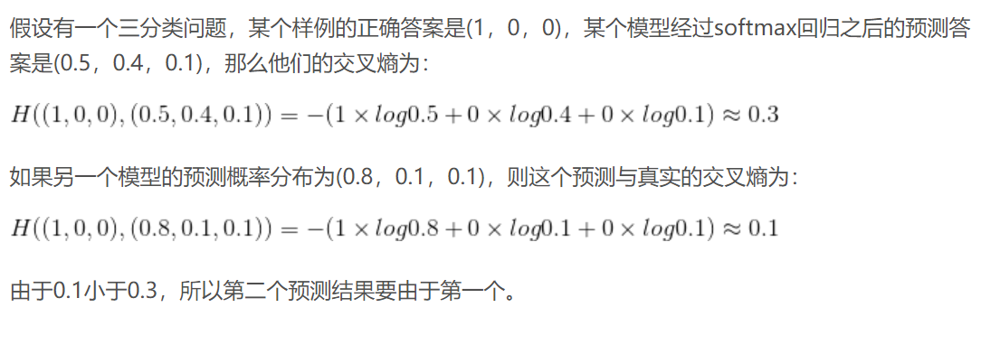 假设有一个三分类问题，某个样例的正确答案是(1，0，0)，某个模型经过softmax回归之后的预测答
案是(0.5，0.4，0.1)，那么他们的交叉熵为：
H((1, 0, 0), (0.5, 0.4, 0.1)) = −(1 × log0.5 + 0 × log0.4 + 0 × log0.1) ≈ 0.3
如果另一个模型的预测概率分布为(0.8，0.1，0.1)，则这个预测与真实的交叉熵为：
H((1, 0, 0), (0.8, 0.1, 0.1)) = −(1 × log0.8 + 0 × log0.1 + 0 × log0.1) ≈ 0.1
由于0.1小于0.3，所以第二个预测结果要由于第一个。